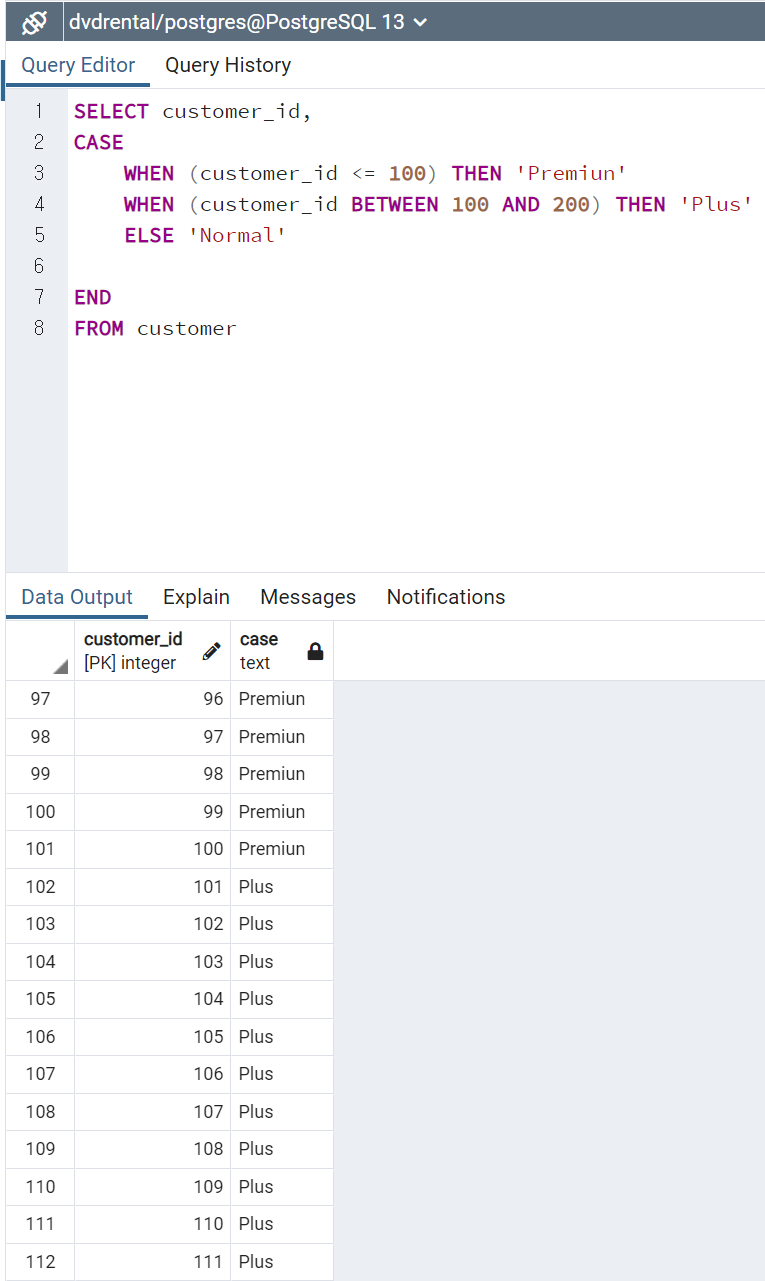 dvdrental/postgres@PostgreSQL 13
Query Editor Query History
1 SELECT customer_id,
2 CASE
3 WHEN (customer_id <= 100) THEN 'Premiun'
4 WHEN (customer_id BETWEEN 100 AND 200) THEN 'Plus'
5 ELSE 'Normal'
6
7 END
8 FROM customer
Data Output Explain Messages Notifications
customer_id case
[PK] integer text
97 96 Premiun
98 97 Premiun
99 98 Premiun
100 99 Premiun
101 100 Premiun
102 101 Plus
103 102 Plus
104 103 Plus
105 104 Plus
106 105 Plus
107 106 Plus
108 107 Plus
109 108 Plus
110 109 Plus
111 110 Plus
112 111 Plus